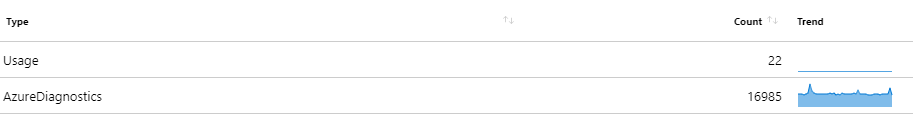 Type Count Trend
Usage 22
AzureDiagnostics 16985